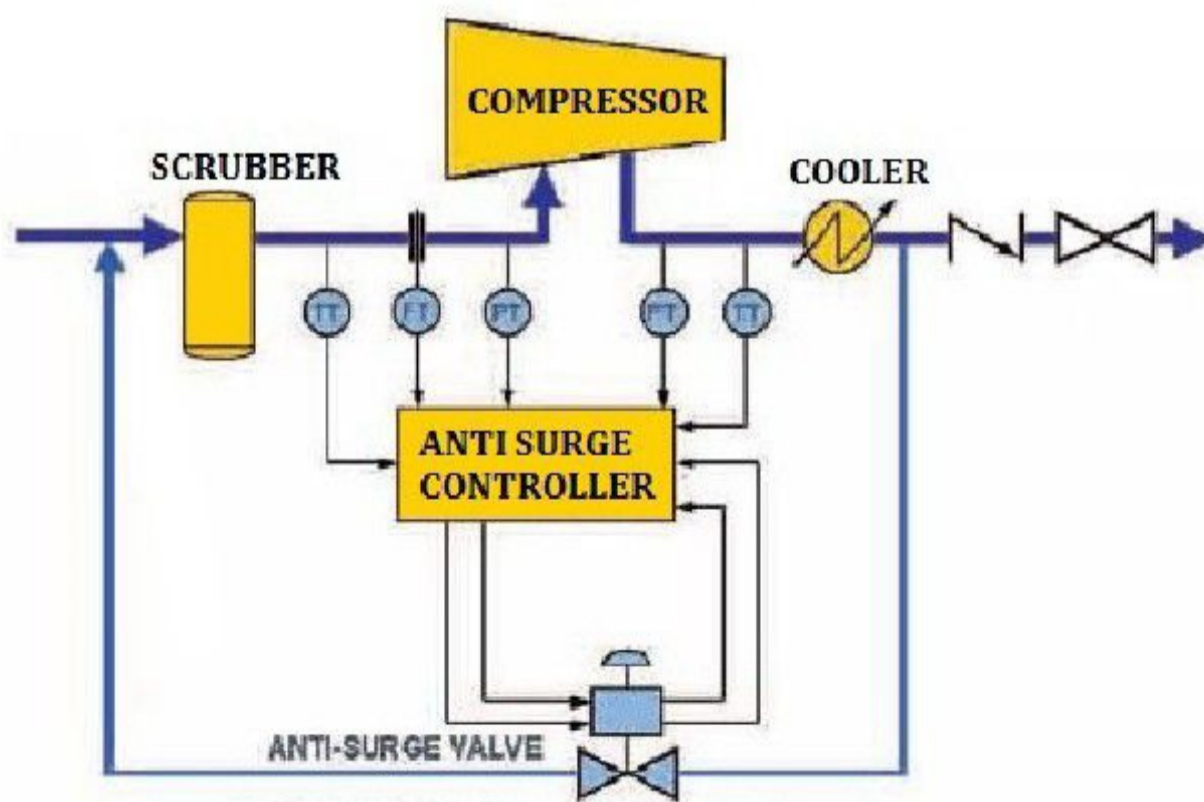 COMPRESSOR
SCRUBBER
COOLER
TT
FT
PT
PT
TT
ANTI SURGE
CONTROLLER
ANTI-SURGE VALVE